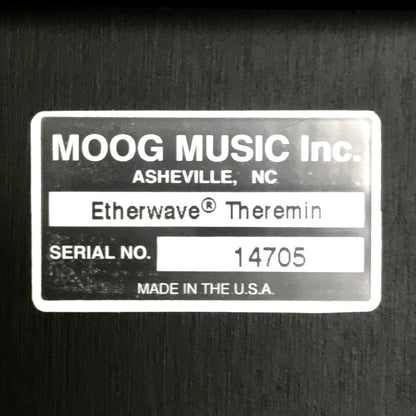 MOOG MUSIC Inc.
ASHEVILLE, NC
Etherwave® Theremin
SERIAL NO. 14705
MADE IN THE U.S.A.